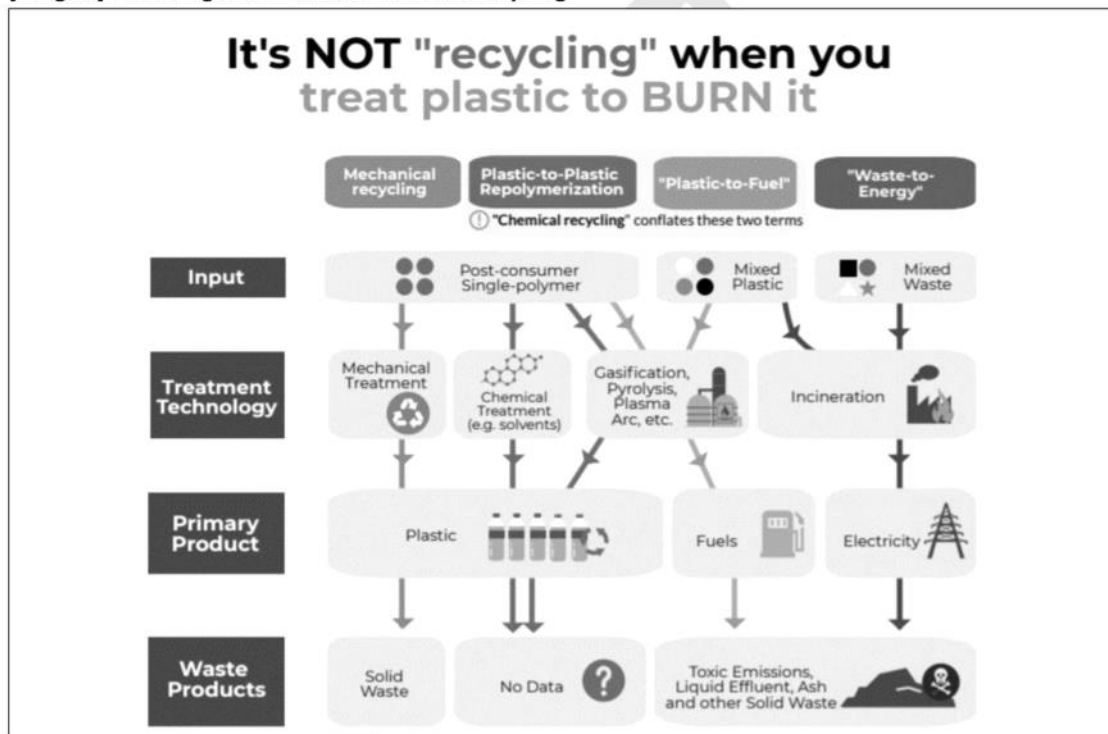 It's NOT "recycling" when you
treat plastic to BURN it
Mechanical
recycling
Plastic-to-Plastic
Repolymerization
"Plastic-to-Fuel"
"Waste-to-
Energy"
! "Chemical recycling" conflates these two terms
Input
Post-consumer
Single-polymer
Mixed
Plastic
Mixed
Waste
Treatment
Technology
Mechanical
Treatment
Chemical
Treatment
(e.g. solvents)
Gasification,
Pyrolysis,
Plasma
Arc, etc.
Incineration
Primary
Product
Plastic
Fuels
Electricity
Waste
Products
Solid
Waste
No Data
?
Toxic Emissions,
Liquid Effluent, Ash
and other Solid Waste